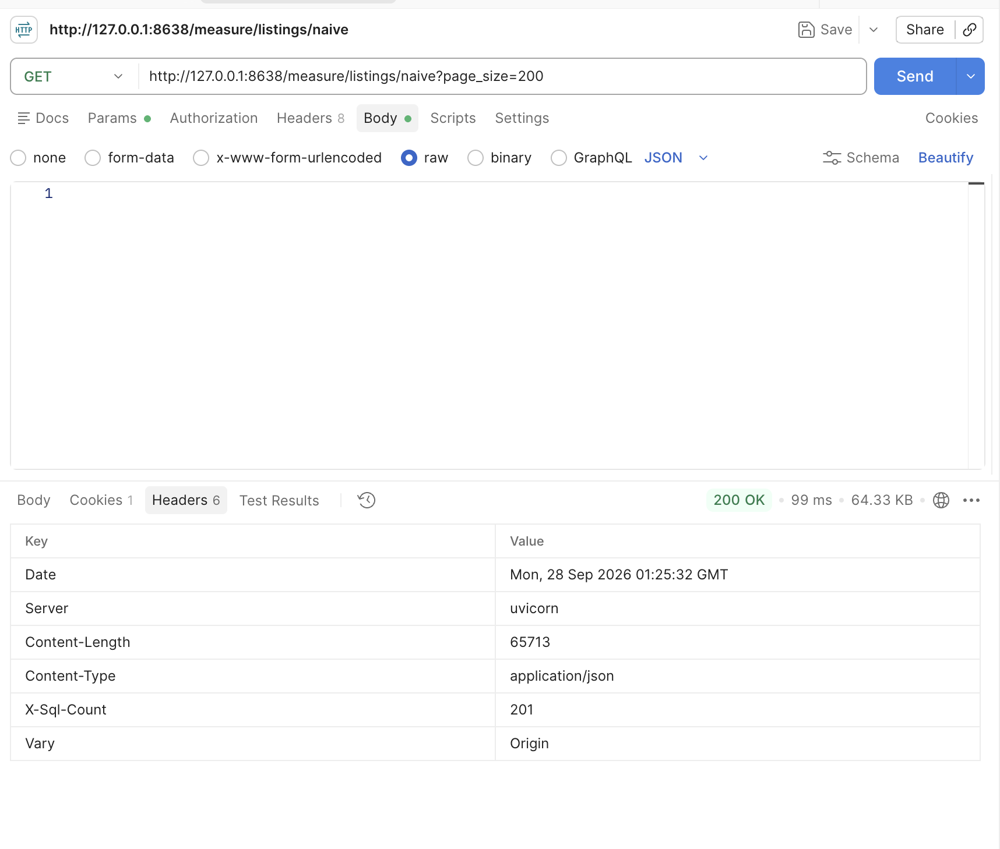 HTTP http://127.0.0.1:8638/measure/listings/naive Save Share
GET http://127.0.0.1:8638/measure/listings/naive?page_size=200 Send
Docs Params Authorization Headers 8 Body Scripts Settings Cookies
none form-data x-www-form-urlencoded raw binary GraphQL JSON Schema Beautify
1
Body Cookies 1 Headers 6 Test Results 200 OK 99 ms 64.33 KB
Key Value
Date Mon, 28 Sep 2026 01:25:32 GMT
Server uvicorn
Content-Length 65713
Content-Type application/json
X-Sql-Count 201
Vary Origin